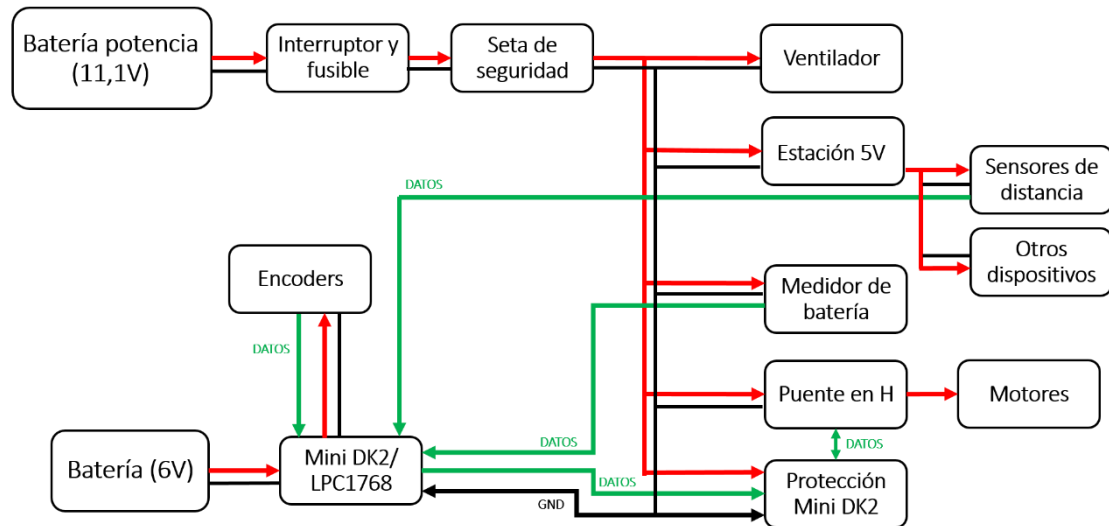 Batería potencia
(11,1V)
Interruptor y
fusible
Seta de
seguridad
Ventilador
Estación 5V
Sensores de
distancia
DATOS
Otros
dispositivos
Encoders
Medidor de
batería
DATOS
Puente en H
Motores
DATOS
DATOS
Batería (6V)
Mini DK2/
LPC1768
DATOS
Protección
Mini DK2
GND